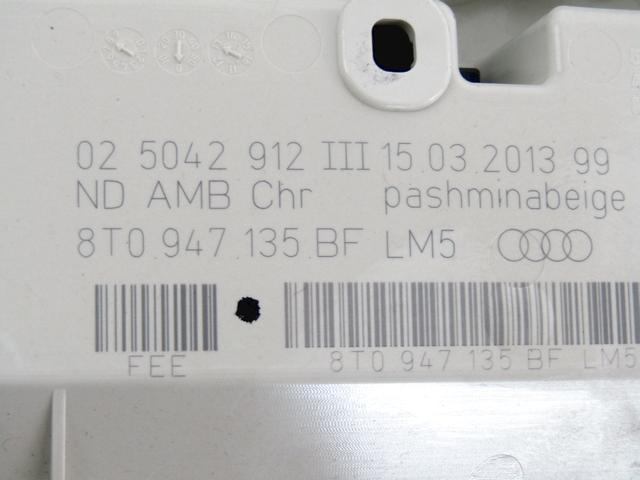 02 5042 912 III 15.03.2013 99
ND AMB Chr pashminabeige
8T0.947.135.BF LM5
FEE
8T0 947 135 BF LM5